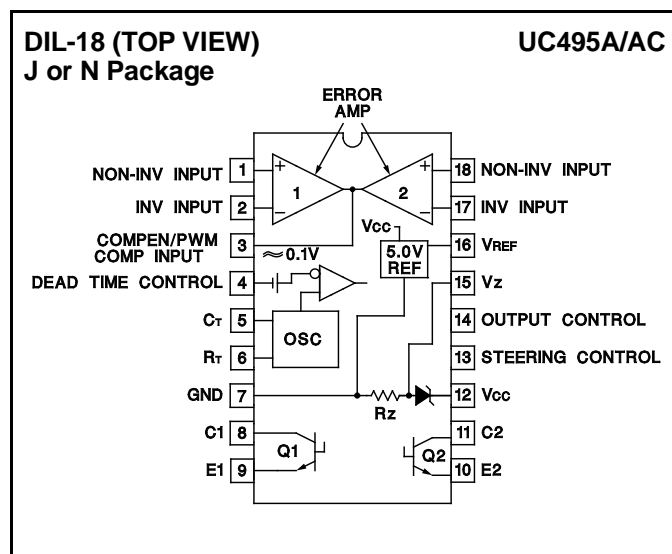 DIL-18 (TOP VIEW) UC495A/AC
J or N Package
ERROR
AMP
NON-INV INPUT 1 + 1 2 + 18 NON-INV INPUT
INV INPUT 2 − − 17 INV INPUT
COMPEN/PWM
COMP INPUT 3 ≈0.1V Vcc 5.0V
REF 16 VREF
DEAD TIME CONTROL 4 15 Vz
CT 5 OSC 14 OUTPUT CONTROL
RT 6 13 STEERING CONTROL
GND 7 Rz 12 Vcc
C1 8 Q1 Q2 11 C2
E1 9 10 E2